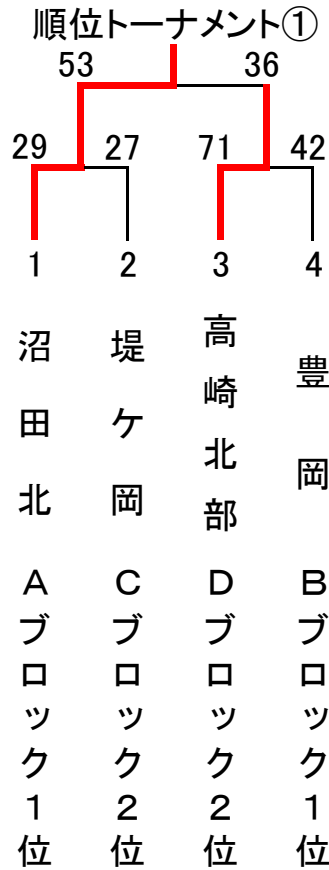 順位トーナメント①
53 36
29 27 71 42
1 2 3 4
沼田北
堤ケ岡
高崎北部
豊岡
Aブロック1位
Cブロック2位
Dブロック2位
Bブロック1位